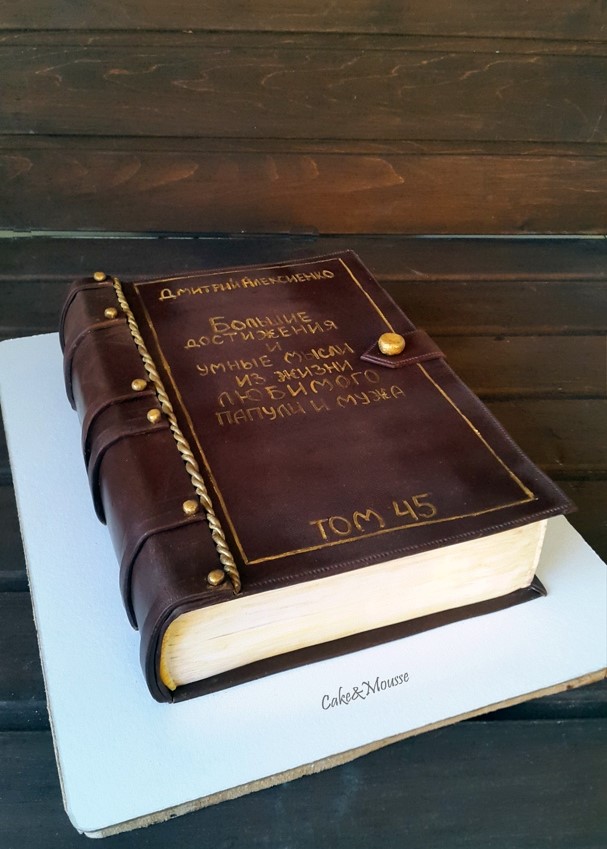 ДМИТРИЙ АЛЕКСИЕНКО
БОЛЬШИЕ
ДОСТИЖЕНИЯ
И
УМНЫЕ МЫСЛИ
ИЗ ЖИЗНИ
ЛЮБИМОГО
ПАПУЛИ И МУЖА
ТОМ 45
Cake&Mousse